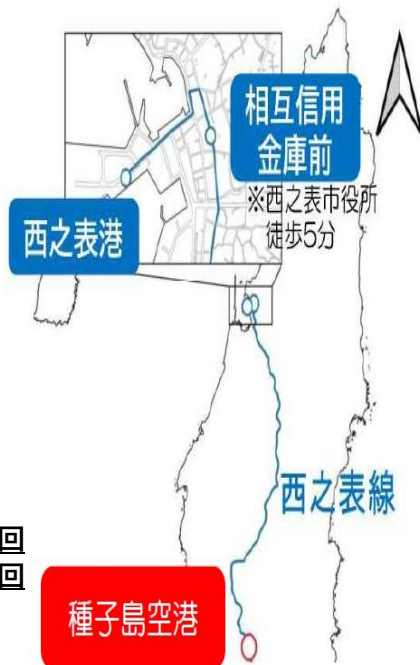 相互信用
金庫前
※西之表市役所
徒歩5分
西之表港
西之表線
回
回
種子島空港